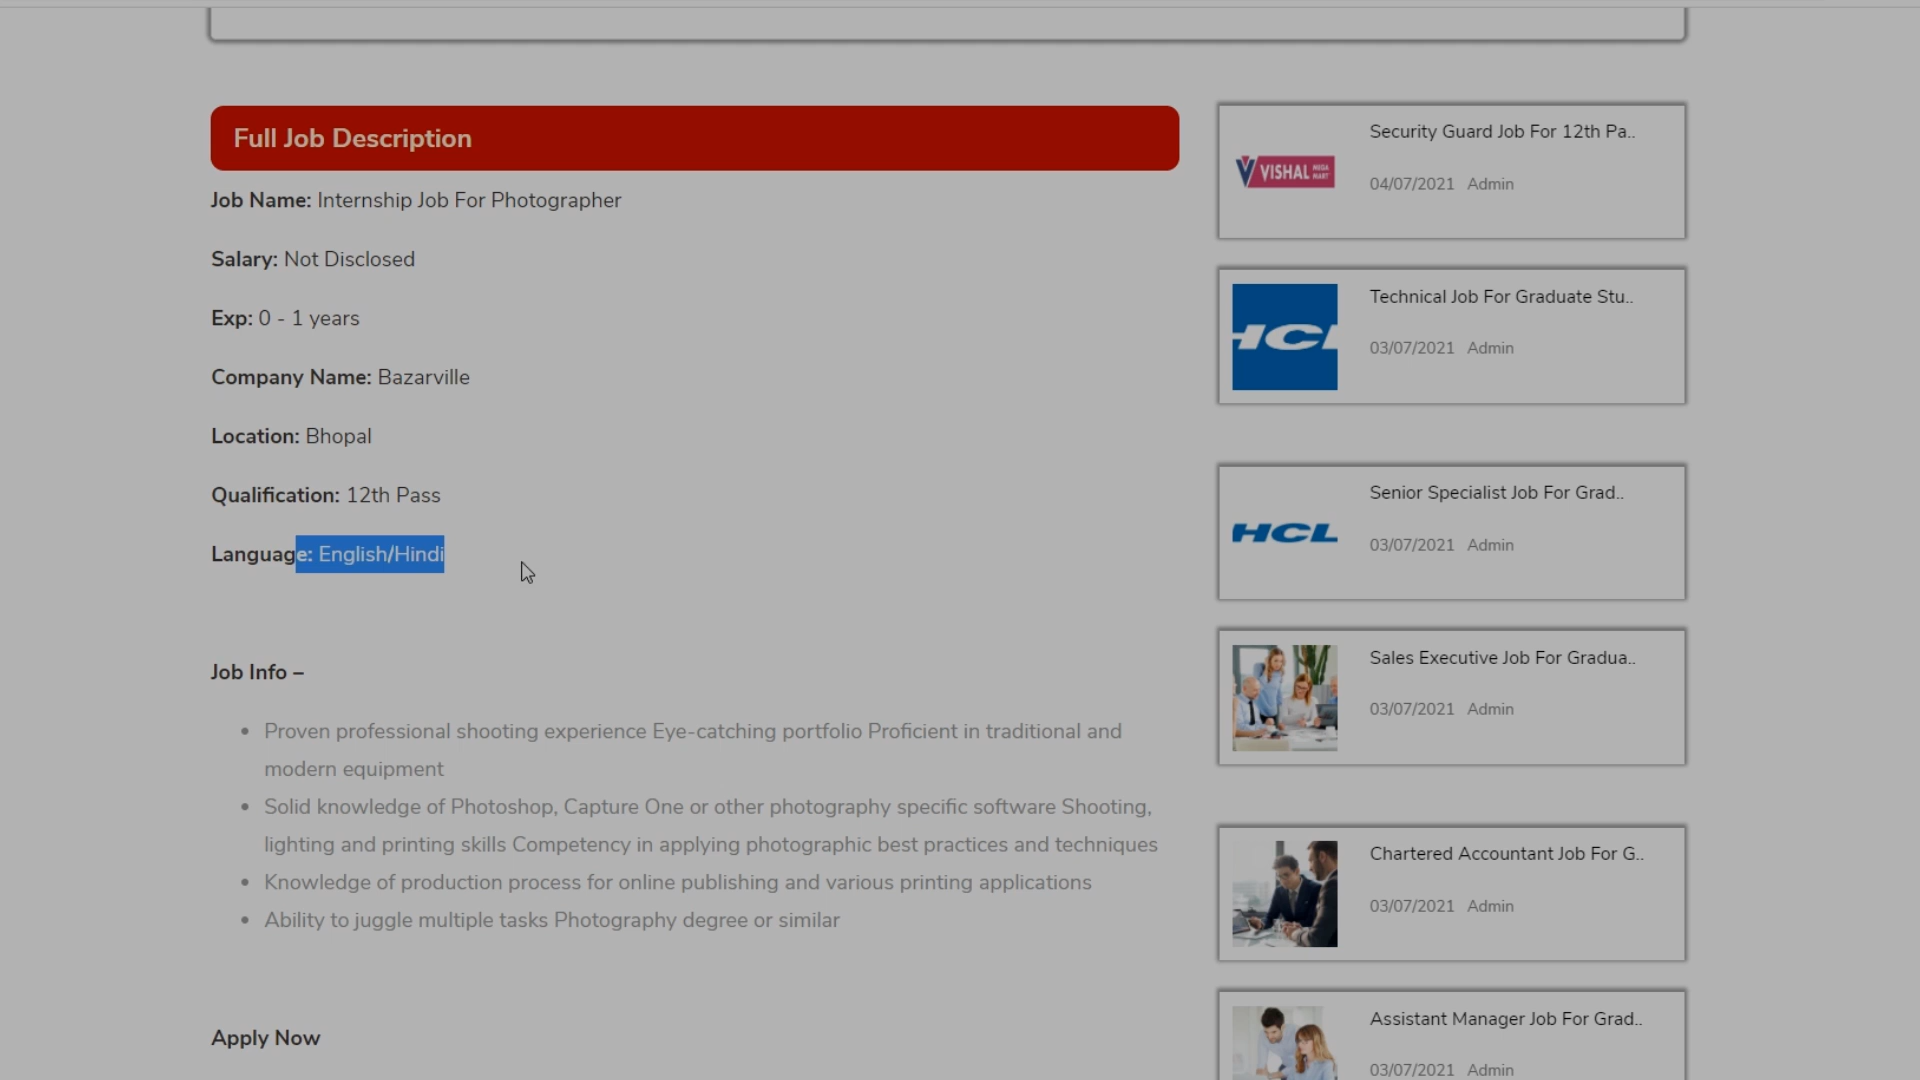 Full Job Description
Job Name: Internship Job For Photographer
Salary: Not Disclosed
Exp: 0 - 1 years
Company Name: Bazarville
Location: Bhopal
Qualification: 12th Pass
Language: English/Hindi
Job Info –
• Proven professional shooting experience Eye-catching portfolio Proficient in traditional and
modern equipment
• Solid knowledge of Photoshop, Capture One or other photography specific software Shooting,
lighting and printing skills Competency in applying photographic best practices and techniques
• Knowledge of production process for online publishing and various printing applications
• Ability to juggle multiple tasks Photography degree or similar
Apply Now
VISHAL MEGA MART
Security Guard Job For 12th Pa..
04/07/2021 Admin
HCL
Technical Job For Graduate Stu..
03/07/2021 Admin
HCL
Senior Specialist Job For Grad..
03/07/2021 Admin
Sales Executive Job For Gradua..
03/07/2021 Admin
Chartered Accountant Job For G..
03/07/2021 Admin
Assistant Manager Job For Grad..
03/07/2021 Admin